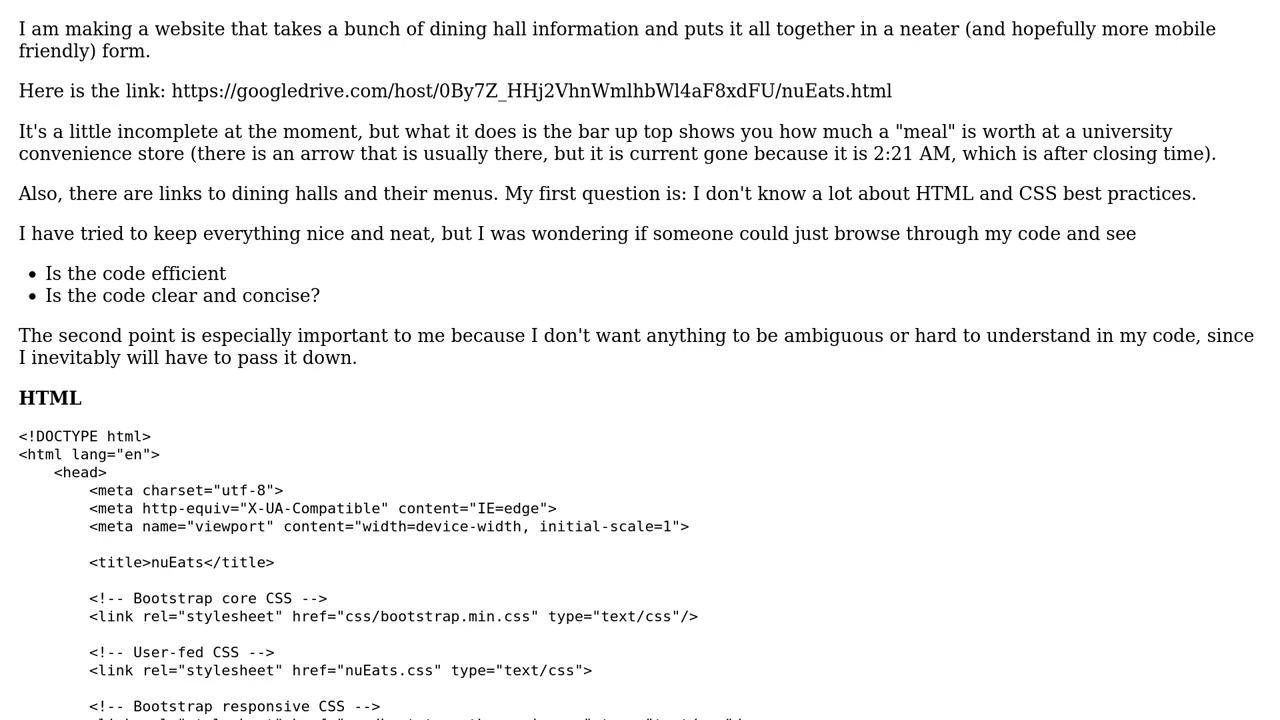 I am making a website that takes a bunch of dining hall information and puts it all together in a neater (and hopefully more mobile
friendly) form.
Here is the link: https://googledrive.com/host/0By7Z_HHj2VhnWmlhbWl4aF8xdFU/nuEats.html
It's a little incomplete at the moment, but what it does is the bar up top shows you how much a "meal" is worth at a university
convenience store (there is an arrow that is usually there, but it is current gone because it is 2:21 AM, which is after closing time).
Also, there are links to dining halls and their menus. My first question is: I don't know a lot about HTML and CSS best practices.
I have tried to keep everything nice and neat, but I was wondering if someone could just browse through my code and see
• Is the code efficient
• Is the code clear and concise?
The second point is especially important to me because I don't want anything to be ambiguous or hard to understand in my code, since
I inevitably will have to pass it down.
HTML
<!DOCTYPE html>
<html lang="en">
    <head>
        <meta charset="utf-8">
        <meta http-equiv="X-UA-Compatible" content="IE=edge">
        <meta name="viewport" content="width=device-width, initial-scale=1">
        <title>nuEats</title>
        <!-- Bootstrap core CSS -->
        <link rel="stylesheet" href="css/bootstrap.min.css" type="text/css"/>
        <!-- User-fed CSS -->
        <link rel="stylesheet" href="nuEats.css" type="text/css">
        <!-- Bootstrap responsive CSS -->